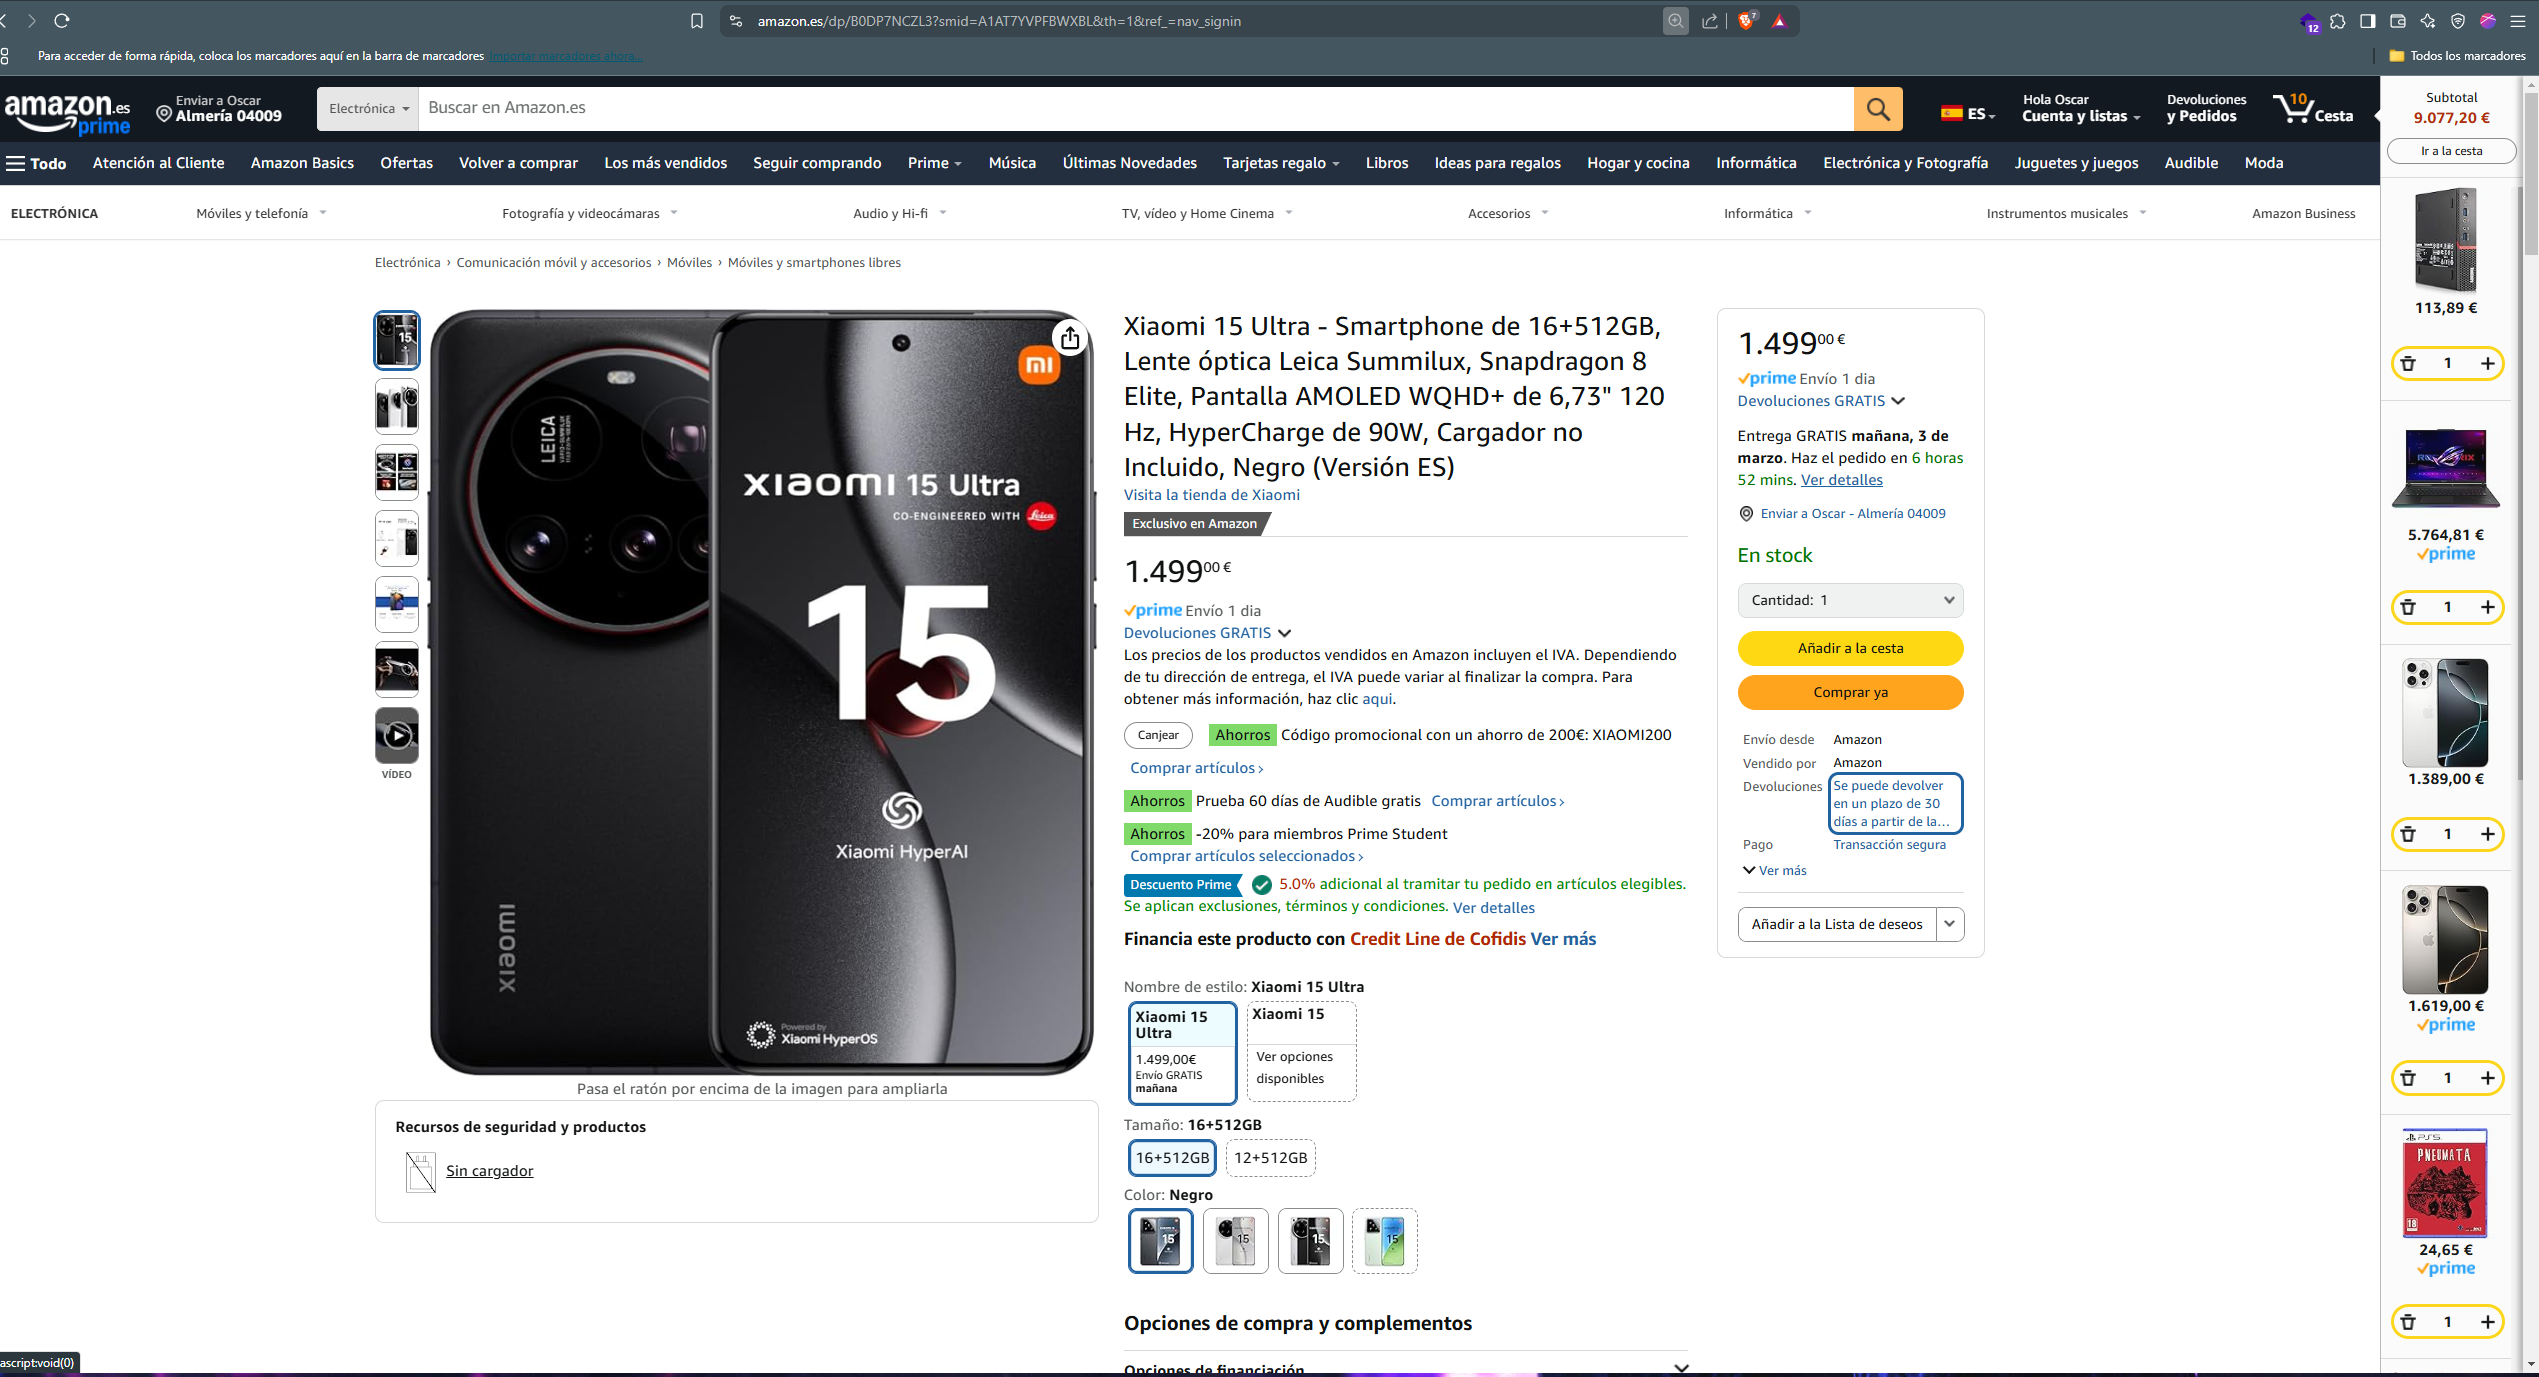 amazon.es/dp/B0DP7NCZL3?smid=A1AT7YVPFBWXBL&th=1&ref_=nav_signin
7
12
Para acceder de forma rápida, coloca los marcadores aquí en la barra de marcadores
Importar marcadores ahora...
Todos los marcadores
amazon.es
prime
Enviar a Oscar
Almería 04009
Electrónica
Buscar en Amazon.es
ES
Hola Oscar
Cuenta y listas
Devoluciones
y Pedidos
10
Cesta
Todo
Atención al Cliente
Amazon Basics
Ofertas
Volver a comprar
Los más vendidos
Seguir comprando
Prime
Música
Últimas Novedades
Tarjetas regalo
Libros
Ideas para regalos
Hogar y cocina
Informática
Electrónica y Fotografía
Juguetes y juegos
Audible
Moda
ELECTRÓNICA
Móviles y telefonía
Fotografía y videocámaras
Audio y Hi-fi
TV, vídeo y Home Cinema
Accesorios
Informática
Instrumentos musicales
Amazon Business
Electrónica › Comunicación móvil y accesorios › Móviles › Móviles y smartphones libres
VÍDEO
LEICA
xiaomi
mi
xiaomi 15 Ultra
CO-ENGINEERED WITH Leica
15
Xiaomi HyperAI
Powered by
Xiaomi HyperOS
Pasa el ratón por encima de la imagen para ampliarla
Recursos de seguridad y productos
Sin cargador
Xiaomi 15 Ultra - Smartphone de 16+512GB,
Lente óptica Leica Summilux, Snapdragon 8
Elite, Pantalla AMOLED WQHD+ de 6,73" 120
Hz, HyperCharge de 90W, Cargador no
Incluido, Negro (Versión ES)
Visita la tienda de Xiaomi
Exclusivo en Amazon
1.499,00 €
prime Envío 1 dia
Devoluciones GRATIS
Los precios de los productos vendidos en Amazon incluyen el IVA. Dependiendo
de tu dirección de entrega, el IVA puede variar al finalizar la compra. Para
obtener más información, haz clic aqui.
Canjear
Ahorros Código promocional con un ahorro de 200€: XIAOMI200
Comprar artículos ›
Ahorros Prueba 60 días de Audible gratis Comprar artículos ›
Ahorros -20% para miembros Prime Student
Comprar artículos seleccionados ›
Descuento Prime 5.0% adicional al tramitar tu pedido en artículos elegibles.
Se aplican exclusiones, términos y condiciones. Ver detalles
Financia este producto con Credit Line de Cofidis Ver más
Nombre de estilo: Xiaomi 15 Ultra
Xiaomi 15
Ultra
1.499,00€
Envío GRATIS
mañana
Xiaomi 15
Ver opciones
disponibles
Tamaño: 16+512GB
16+512GB
12+512GB
Color: Negro
15
15
15
15
Opciones de compra y complementos
Opciones de financiación
1.499,00 €
prime Envío 1 dia
Devoluciones GRATIS
Entrega GRATIS mañana, 3 de
marzo. Haz el pedido en 6 horas
52 mins. Ver detalles
Enviar a Oscar - Almería 04009
En stock
Cantidad: 1
Añadir a la cesta
Comprar ya
Envío desde Amazon
Vendido por Amazon
Devoluciones Se puede devolver
en un plazo de 30
días a partir de la...
Pago Transacción segura
Ver más
Añadir a la Lista de deseos
Subtotal
9.077,20 €
Ir a la cesta
113,89 €
1
5.764,81 €
prime
1
1.389,00 €
1
1.619,00 €
prime
1
PS5
PNEUMATA
18
24,65 €
prime
1
ascript:void(0)